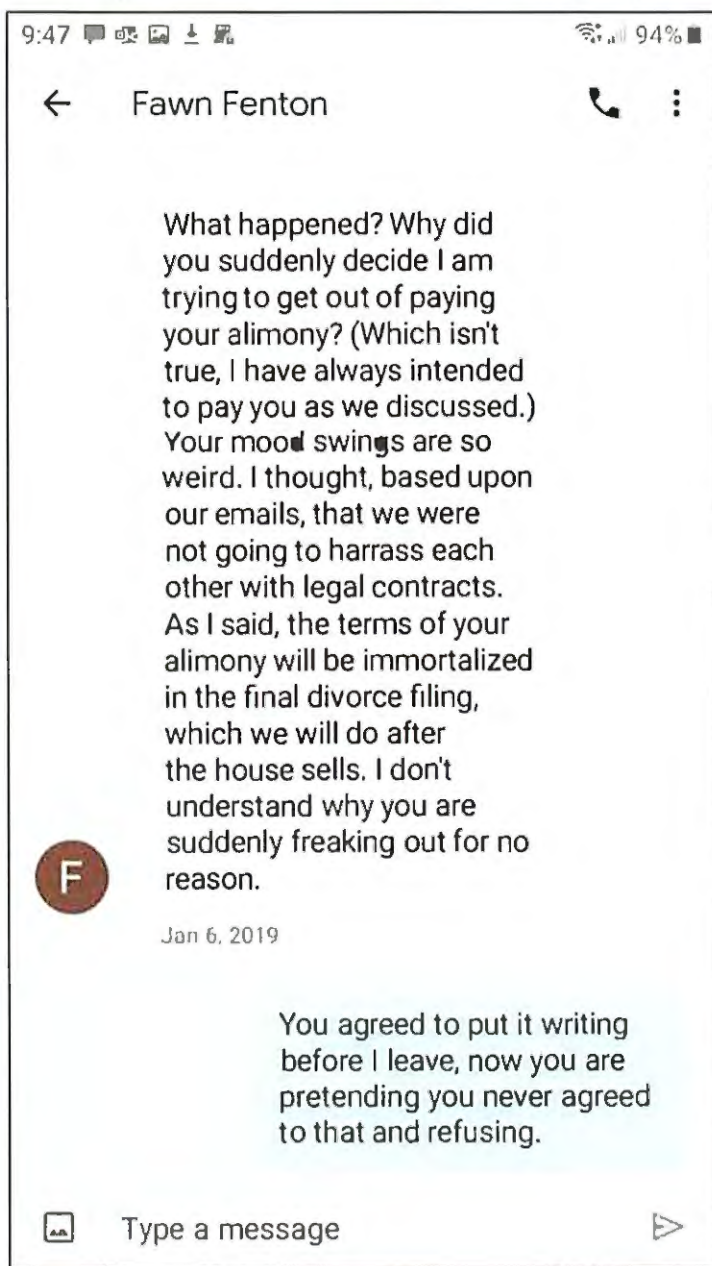 9:47 94%
Fawn Fenton
What happened? Why did
you suddenly decide I am
trying to get out of paying
your alimony? (Which isn't
true, I have always intended
to pay you as we discussed.)
Your mood swings are so
weird. I thought, based upon
our emails, that we were
not going to harrass each
other with legal contracts.
As I said, the terms of your
alimony will be immortalized
in the final divorce filing,
which we will do after
the house sells. I don't
understand why you are
suddenly freaking out for no
reason.
F
Jan 6, 2019
You agreed to put it writing
before I leave, now you are
pretending you never agreed
to that and refusing.
Type a message